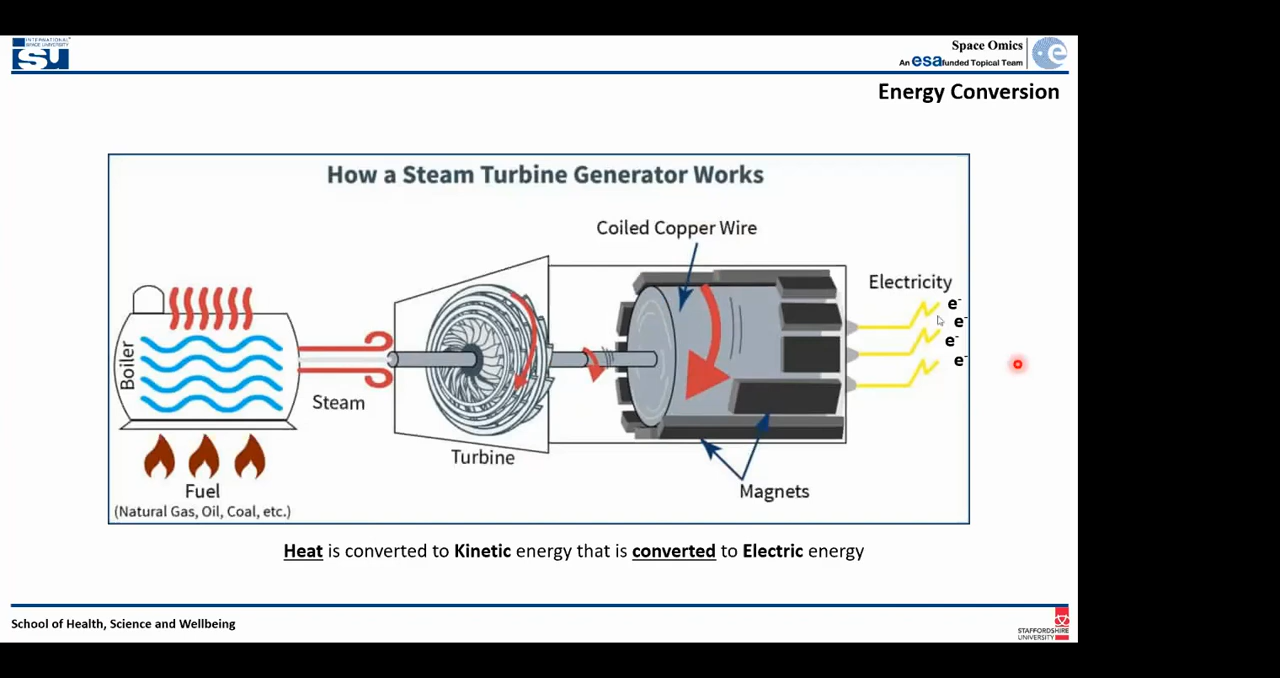 INTERNATIONAL
SPACE UNIVERSITY
ISU
Space Omics
An esa funded Topical Team
Energy Conversion
How a Steam Turbine Generator Works
Coiled Copper Wire
Electricity
e-
e-
e-
e-
Boiler
Steam
Turbine
Magnets
Fuel
(Natural Gas, Oil, Coal, etc.)
Heat is converted to Kinetic energy that is converted to Electric energy
School of Health, Science and Wellbeing
STAFFORDSHIRE
UNIVERSITY